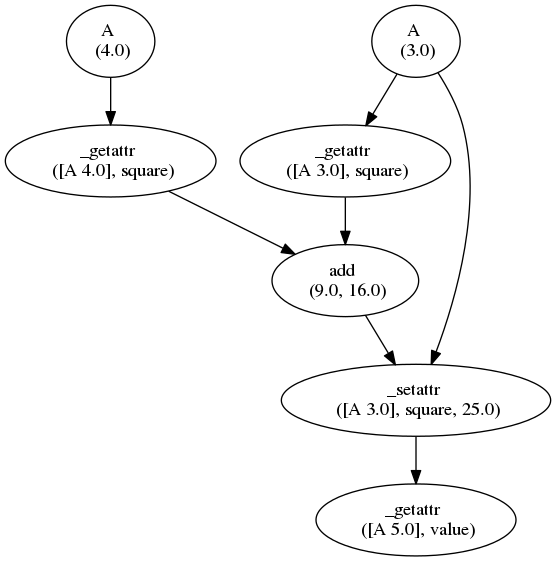 A
(4.0)
A
(3.0)
_getattr
([A 4.0], square)
_getattr
([A 3.0], square)
add
(9.0, 16.0)
_setattr
([A 3.0], square, 25.0)
_getattr
([A 5.0], value)